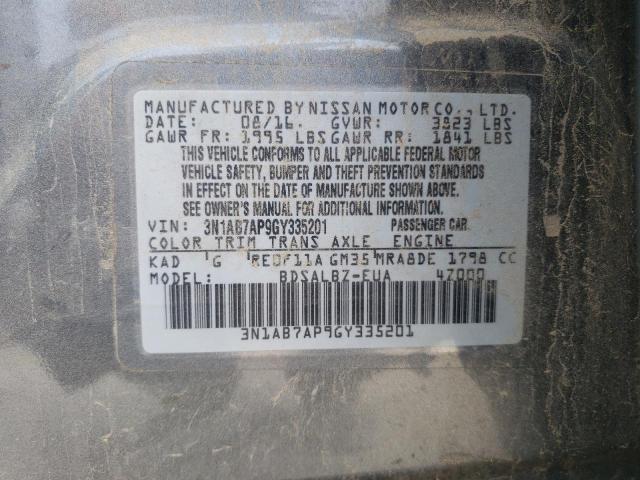 MANUFACTURED BY NISSAN MOTOR CO., LTD.
DATE: 08/16 GVWR: 3823 LBS
GAWR FR: 1995 LBS GAWR RR: 1841 LBS
THIS VEHICLE CONFORMS TO ALL APPLICABLE FEDERAL MOTOR
VEHICLE SAFETY, BUMPER AND THEFT PREVENTION STANDARDS
IN EFFECT ON THE DATE OF MANUFACTURE SHOWN ABOVE.
SEE OWNER'S MANUAL FOR ADDITIONAL INFORMATION.
VIN: 3N1AB7AP9GY335201 PASSENGER CAR
COLOR TRIM TRANS AXLE ENGINE
KAD G RE0F11A GM35 MRA8DE 1798 CC
MODEL: BDSALBZ-EUA 4Z000
3N1AB7AP9GY335201